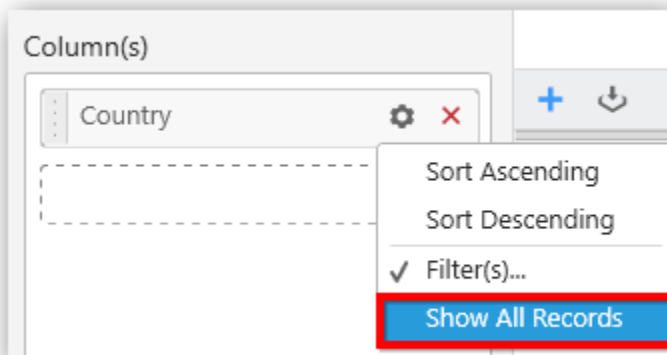 Column(s)
Country
Sort Ascending
Sort Descending
Filter(s)...
Show All Records